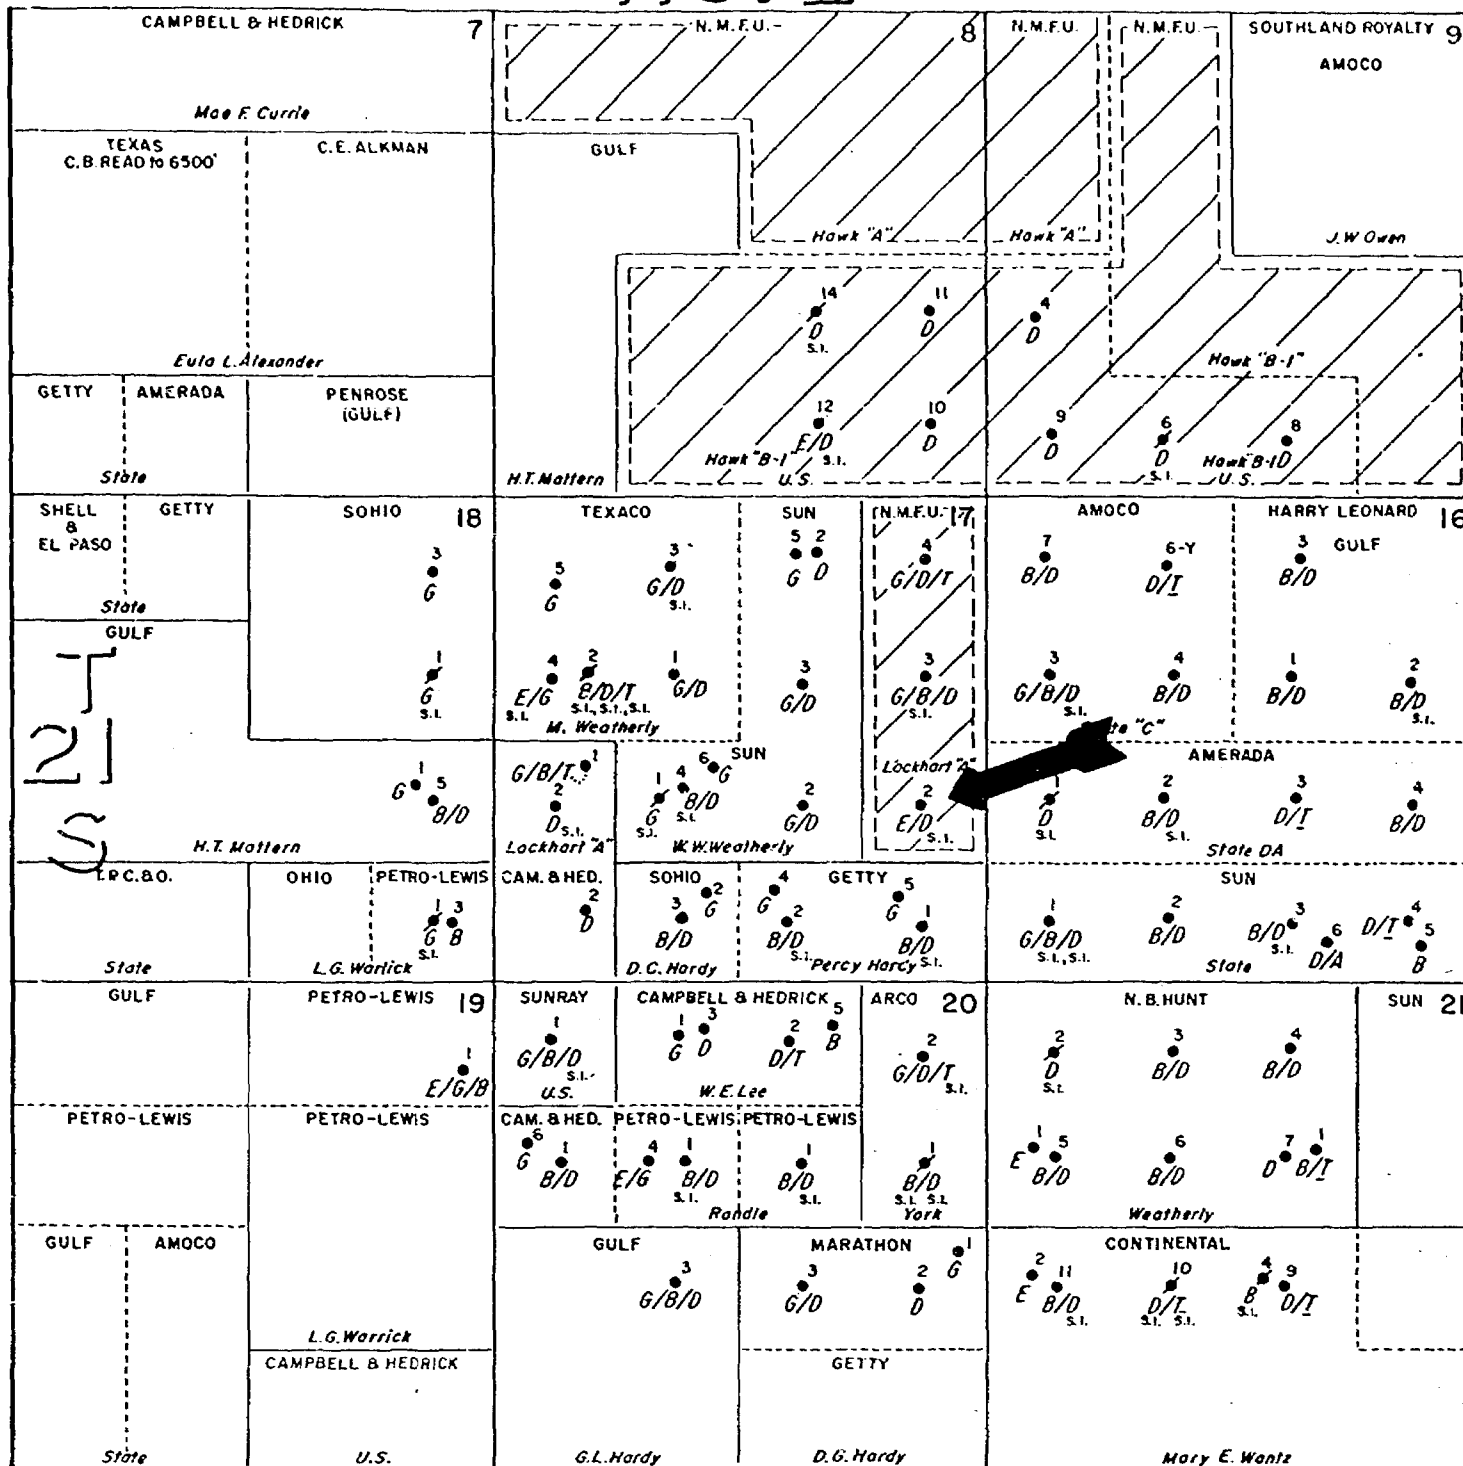 CAMPBELL & HEDRICK 7
Mae F. Currie
N.M.F.U. 8
N.M.F.U.
N.M.F.U.
SOUTHLAND ROYALTY 9
AMOCO
TEXAS
C.B. READ to 6500'
C.E. ALKMAN
GULF
Hawk "A"
Hawk "A"
J.W Owen
Eula L. Alexander
14
D
S.I.
11
D
4
D
Hawk "B-1"
GETTY
AMERADA
PENROSE
(GULF)
State
H.T. Mattern
12
E/D
S.I.
10
D
9
D
6
D
S.I.
8
D
Hawk "B-1"
U.S.
Hawk "B-1"
U.S.
SHELL
&
EL PASO
GETTY
SOHIO 18
State
3
G
GULF
1
G
S.I.
TEXACO
SUN
N.M.F.U. 17
5
G
3
G/D
S.I.
5
G
2
D
4
G/D/T
4
E/G
S.I.
2
B/D/T
S.I., S.I., S.I.
1
G/D
3
G/D
3
G/B/D
S.I.
M. Weatherly
AMOCO
HARRY LEONARD 16
GULF
7
B/D
6-Y
D/T
3
B/D
3
G/B/D
S.I.
4
B/D
1
B/D
2
B/D
S.I.
te "C"
T
21
S
1
G
5
B/D
H.T. Mattern
G/B/T
1
2
D
S.I.
Lockhart "A"
SUN
1
G
S.I.
4
B/D
S.I.
6
G
2
G/D
W.W. Weatherly
Lockhart "A"
2
E/D
S.I.
AMERADA
1
D
S.I.
2
B/D
S.I.
3
D/T
4
B/D
State DA
T.P.C.&O.
State
OHIO
PETRO-LEWIS
1
G
S.I.
3
B
L.G. Warlick
CAM. & HED.
2
D
SOHIO
2
G
3
B/D
D.C. Hardy
GETTY
4
G
2
B/D
S.I.
5
G
1
B/D
S.I.
Percy Hardy
SUN
1
G/B/D
S.I., S.I.
2
B/D
3
B/D
S.I.
6
D/A
4
D/T
5
B
State
GULF
PETRO-LEWIS 19
1
E/G/B
SUNRAY
1
G/B/D
S.I.
U.S.
CAMPBELL & HEDRICK
1
G
3
D
2
D/T
5
B
W.E. Lee
ARCO 20
2
G/D/T
S.I.
N.B. HUNT
2
D
S.I.
3
B/D
4
B/D
SUN 21
PETRO-LEWIS
PETRO-LEWIS
CAM. & HED.
6
G
1
B/D
PETRO-LEWIS
4
E/G
1
B/D
S.I.
PETRO-LEWIS
1
B/D
S.I.
Randle
1
B/D
S.I. S.I.
York
1
E
5
B/D
6
B/D
7
D
1
B/T
Weatherly
GULF
AMOCO
State
L.G. Warrick
CAMPBELL & HEDRICK
U.S.
GULF
3
G/B/D
G.L. Hardy
MARATHON
3
G/D
2
D
1
G
GETTY
D.G. Hardy
CONTINENTAL
2
E
11
B/D
S.I.
10
D/T
S.I. S.I.
4
B
S.I.
9
D/T
Mary E. Wantz